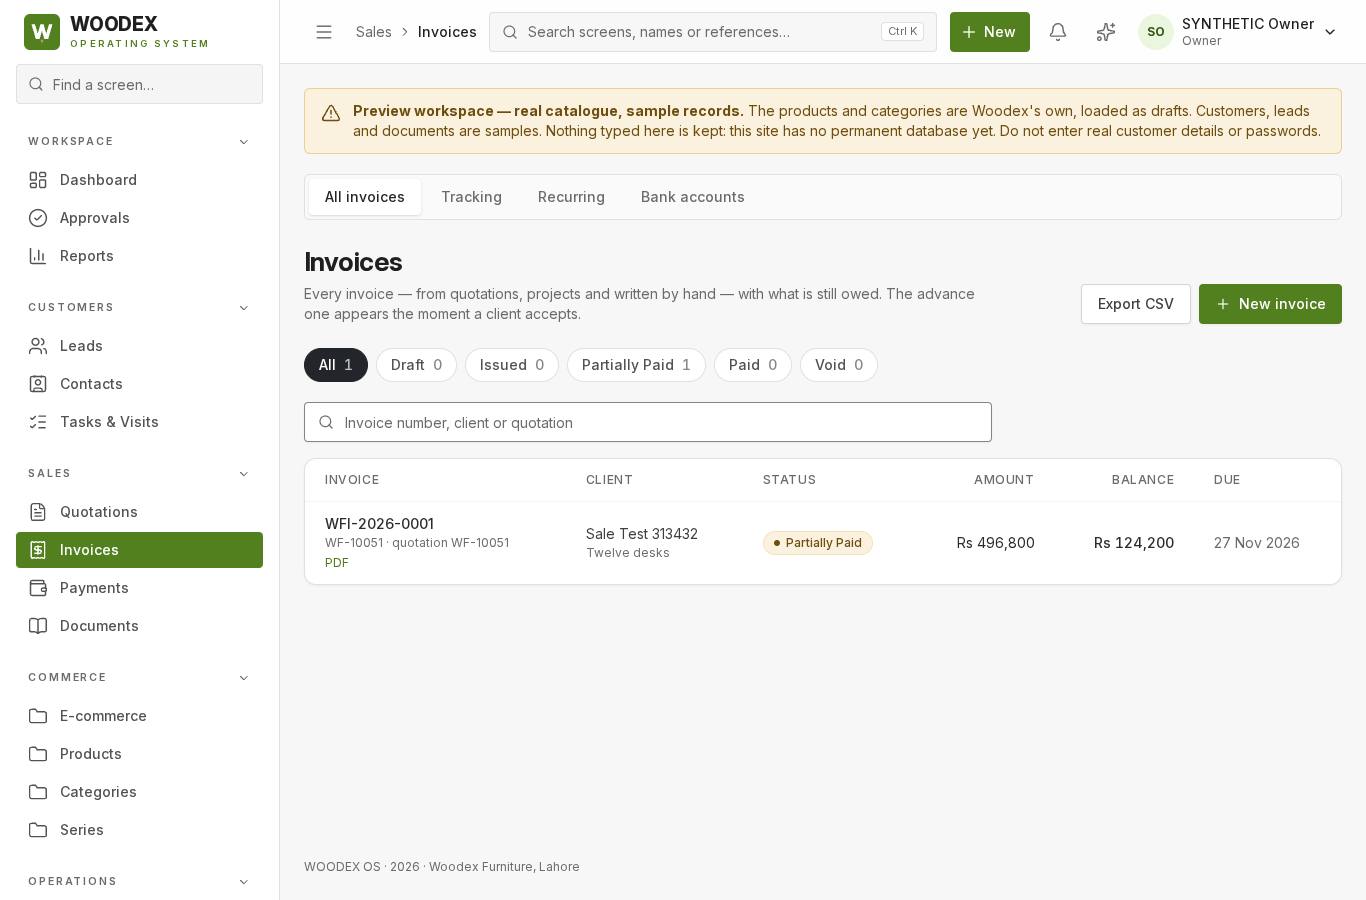 W
WOODEX
OPERATING SYSTEM
Find a screen...
WORKSPACE
Dashboard
Approvals
Reports
CUSTOMERS
Leads
Contacts
Tasks & Visits
SALES
Quotations
Invoices
Payments
Documents
COMMERCE
E-commerce
Products
Categories
Series
OPERATIONS
Sales > Invoices
Search screens, names or references...
Ctrl K
+ New
SO
SYNTHETIC Owner
Owner
Preview workspace — real catalogue, sample records. The products and categories are Woodex's own, loaded as drafts. Customers, leads
and documents are samples. Nothing typed here is kept: this site has no permanent database yet. Do not enter real customer details or passwords.
All invoices Tracking Recurring Bank accounts
Invoices
Every invoice — from quotations, projects and written by hand — with what is still owed. The advance
one appears the moment a client accepts.
Export CSV
+ New invoice
All 1 Draft 0 Issued 0 Partially Paid 1 Paid 0 Void 0
Invoice number, client or quotation
INVOICE CLIENT STATUS AMOUNT BALANCE DUE
WFI-2026-0001
WF-10051 · quotation WF-10051
PDF
Sale Test 313432
Twelve desks
Partially Paid
Rs 496,800
Rs 124,200
27 Nov 2026
WOODEX OS · 2026 · Woodex Furniture, Lahore